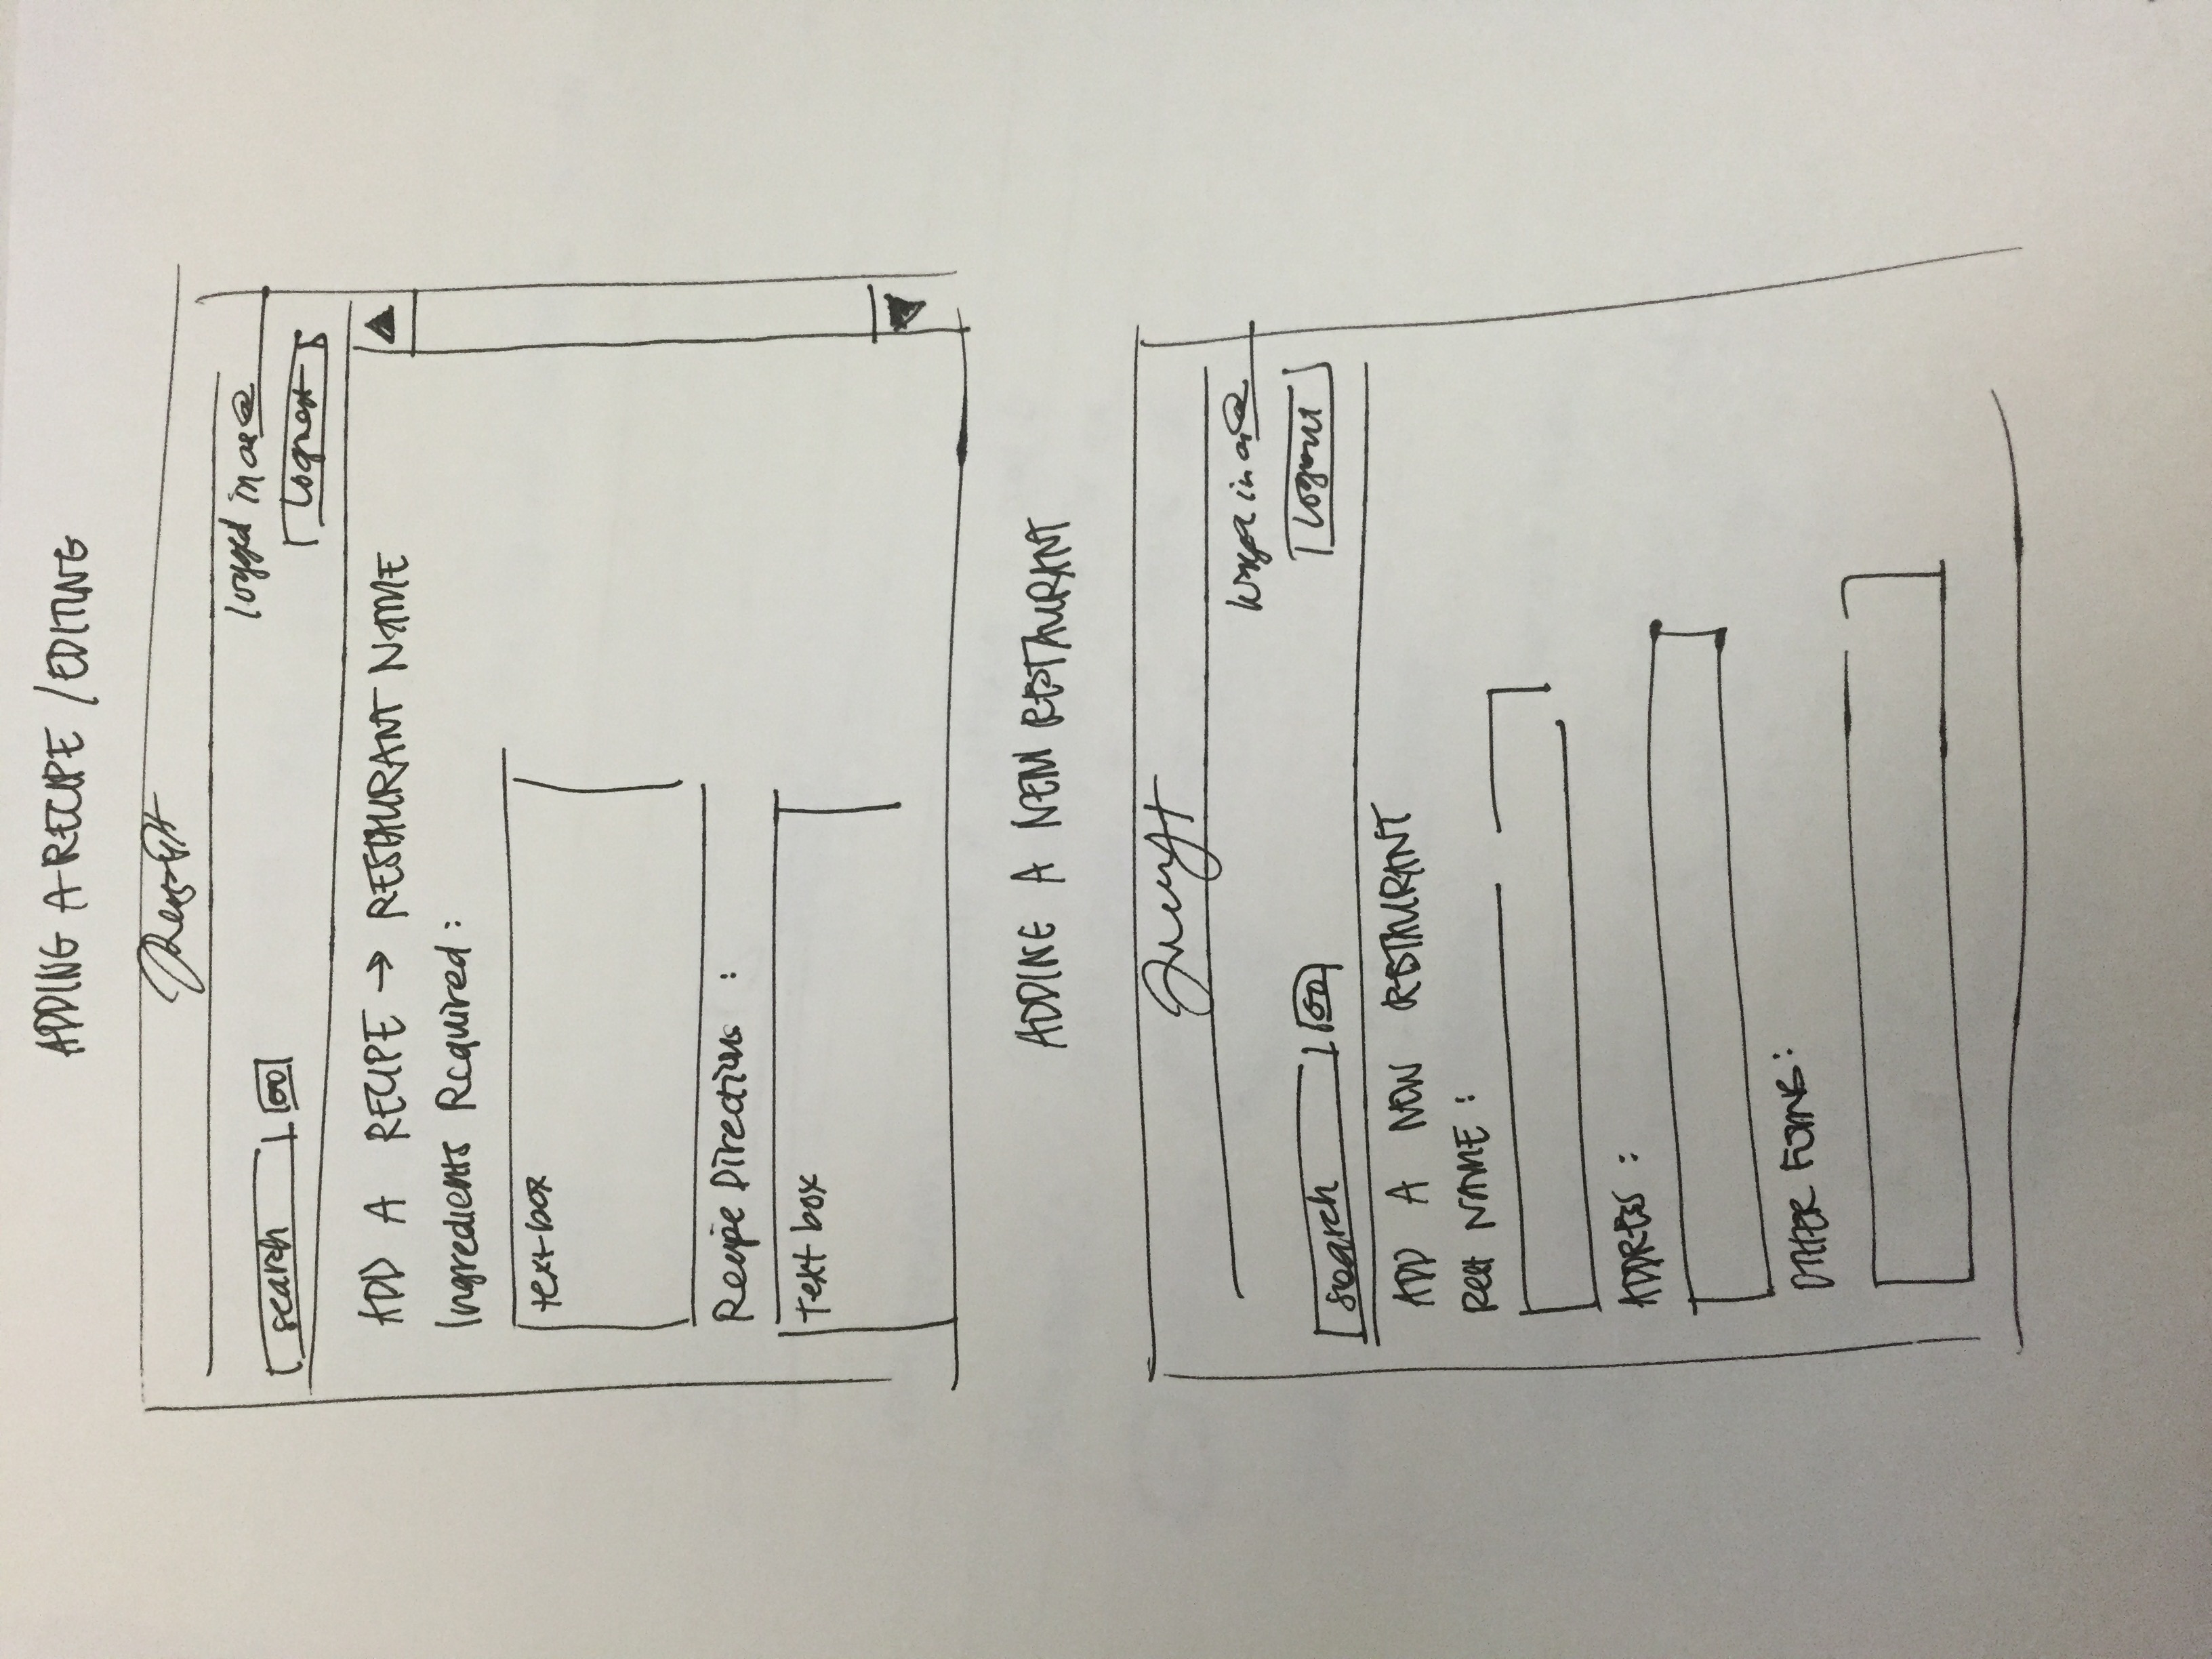 ADDING A RECIPE / EDITING
logged in as @
search GO
Logout
ADD A RECIPE → RESTAURANT NAME
Ingredients Required :
text box
Recipe Directions :
Text box
ADDING A NEW RESTAURANT
logged in as @
search GO
Logout
ADD A NEW RESTAURANT
Rest NAME :
ADDRESS :
OTHER FORMS :